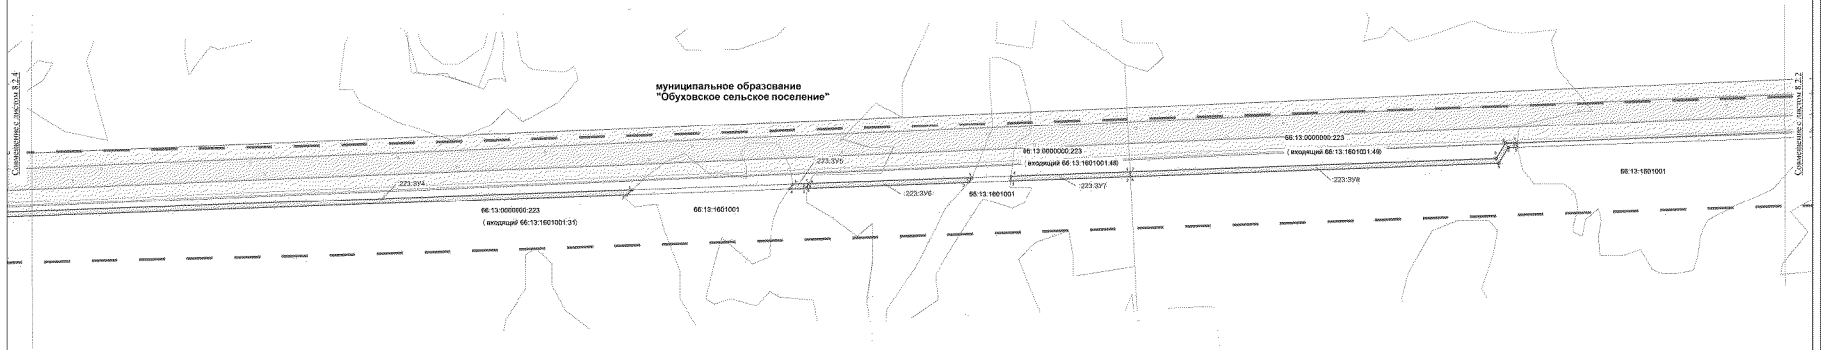 Совмещение с листом 8.2.4
муниципальное образование
"Обуховское сельское поселение"
Совмещение с листом 8.2.2
66:13:0000000:223
( входящий 66:13:1601001:49)
66:13:0000000:223
( входящий 66:13:1601001:48)
:223:ЗУ5
66:13:1601001
:223:ЗУ4
:223:ЗУ6
66:13:1601001
:223:ЗУ7
:223:ЗУ8
66:13:0000000:223
( входящий 66:13:1601001:31)
66:13:1601001